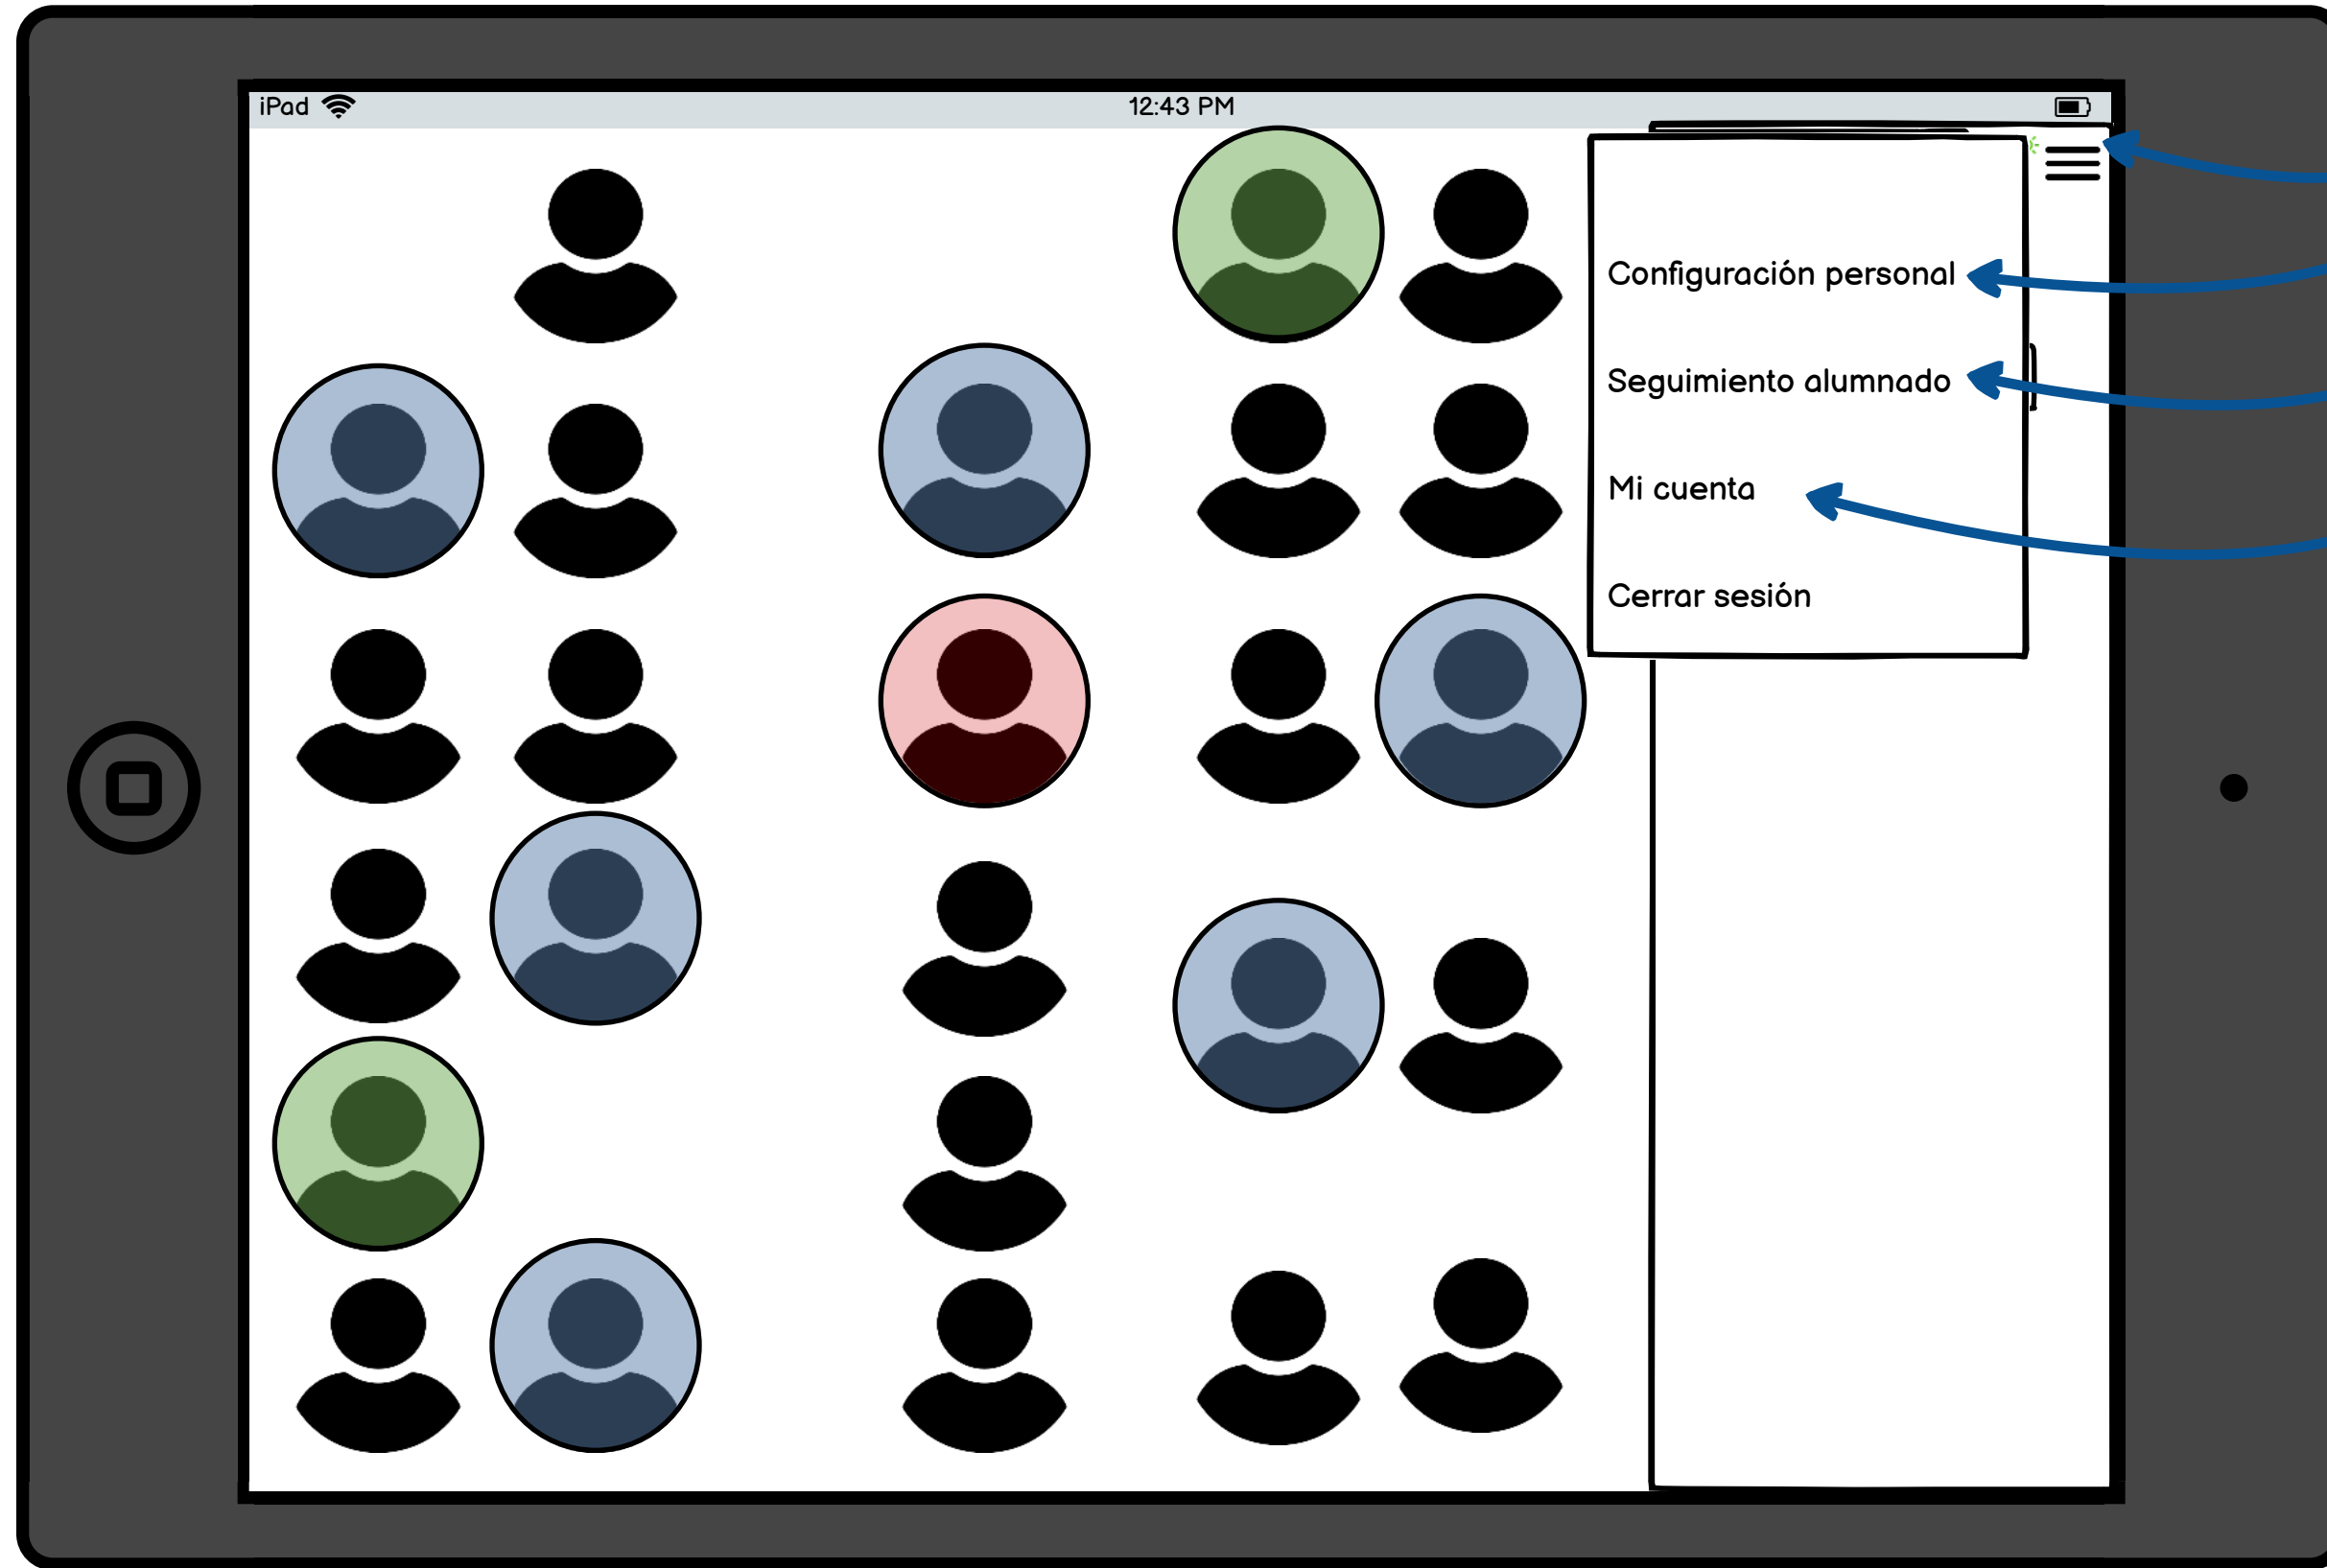 iPad
12:43 PM
Configuración personal
Seguimiento alumnado
Mi cuenta
Cerrar sesión